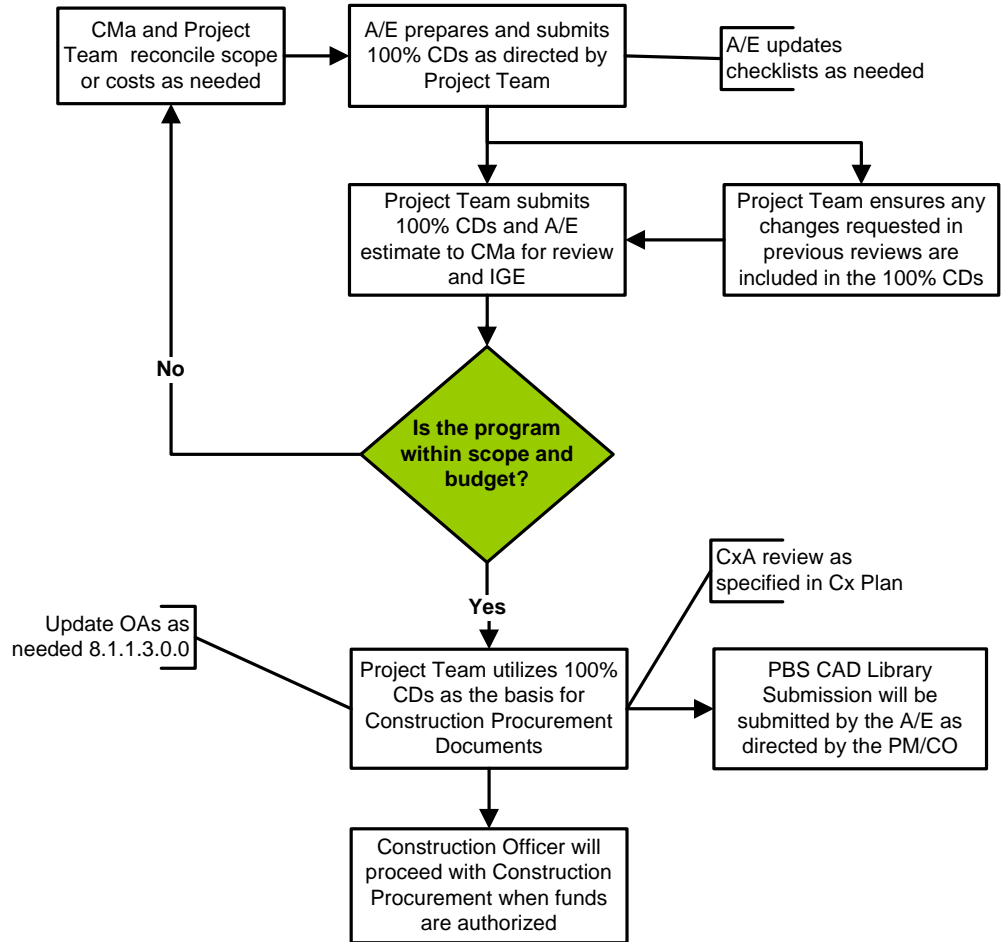 CMa and Project
Team reconcile scope
or costs as needed
A/E prepares and submits
100% CDs as directed by
Project Team
A/E updates
checklists as needed
Project Team submits
100% CDs and A/E
estimate to CMa for review
and IGE
Project Team ensures any
changes requested in
previous reviews are
included in the 100% CDs
No
Is the program
within scope and
budget?
Yes
CxA review as
specified in Cx Plan
Update OAs as
needed 8.1.1.3.0.0
Project Team utilizes 100%
CDs as the basis for
Construction Procurement
Documents
PBS CAD Library
Submission will be
submitted by the A/E as
directed by the PM/CO
Construction Officer will
proceed with Construction
Procurement when funds
are authorized